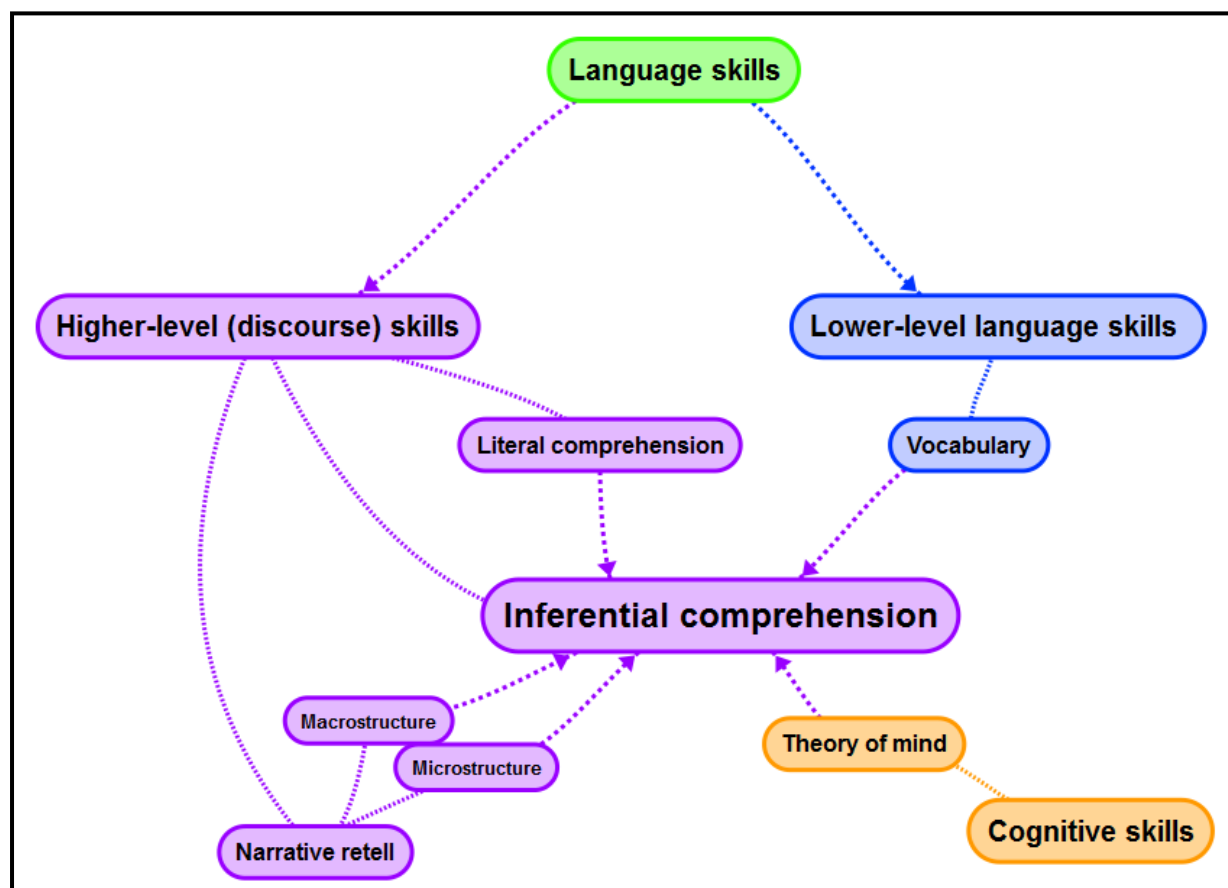 Language skills
Higher-level (discourse) skills
Lower-level language skills
Literal comprehension
Vocabulary
Inferential comprehension
Macrostructure
Microstructure
Theory of mind
Cognitive skills
Narrative retell